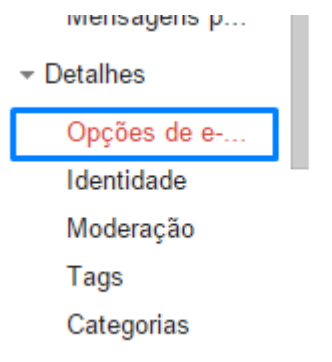 Mensagens p...
Detalhes
Opções de e-...
Identidade
Moderação
Tags
Categorias